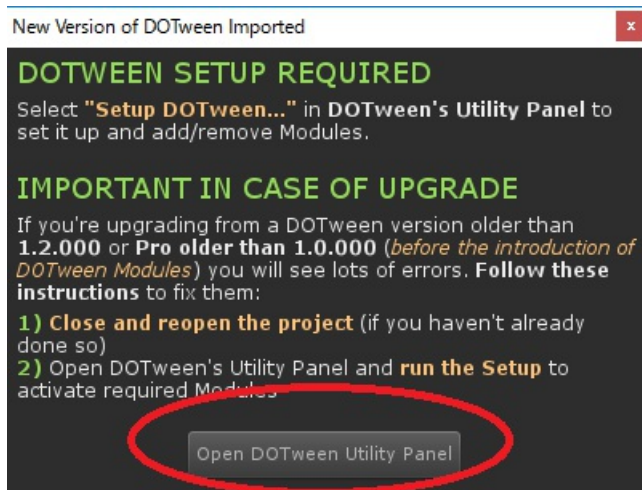 New Version of DOTween Imported
x
DOTWEEN SETUP REQUIRED
Select "Setup DOTween..." in DOTween's Utility Panel to
set it up and add/remove Modules.
IMPORTANT IN CASE OF UPGRADE
If you're upgrading from a DOTween version older than
1.2.000 or Pro older than 1.0.000 (before the introduction of
DOTween Modules) you will see lots of errors. Follow these
instructions to fix them:
1) Close and reopen the project (if you haven't already
done so)
2) Open DOTween's Utility Panel and run the Setup to
activate required Modules
Open DOTween Utility Panel